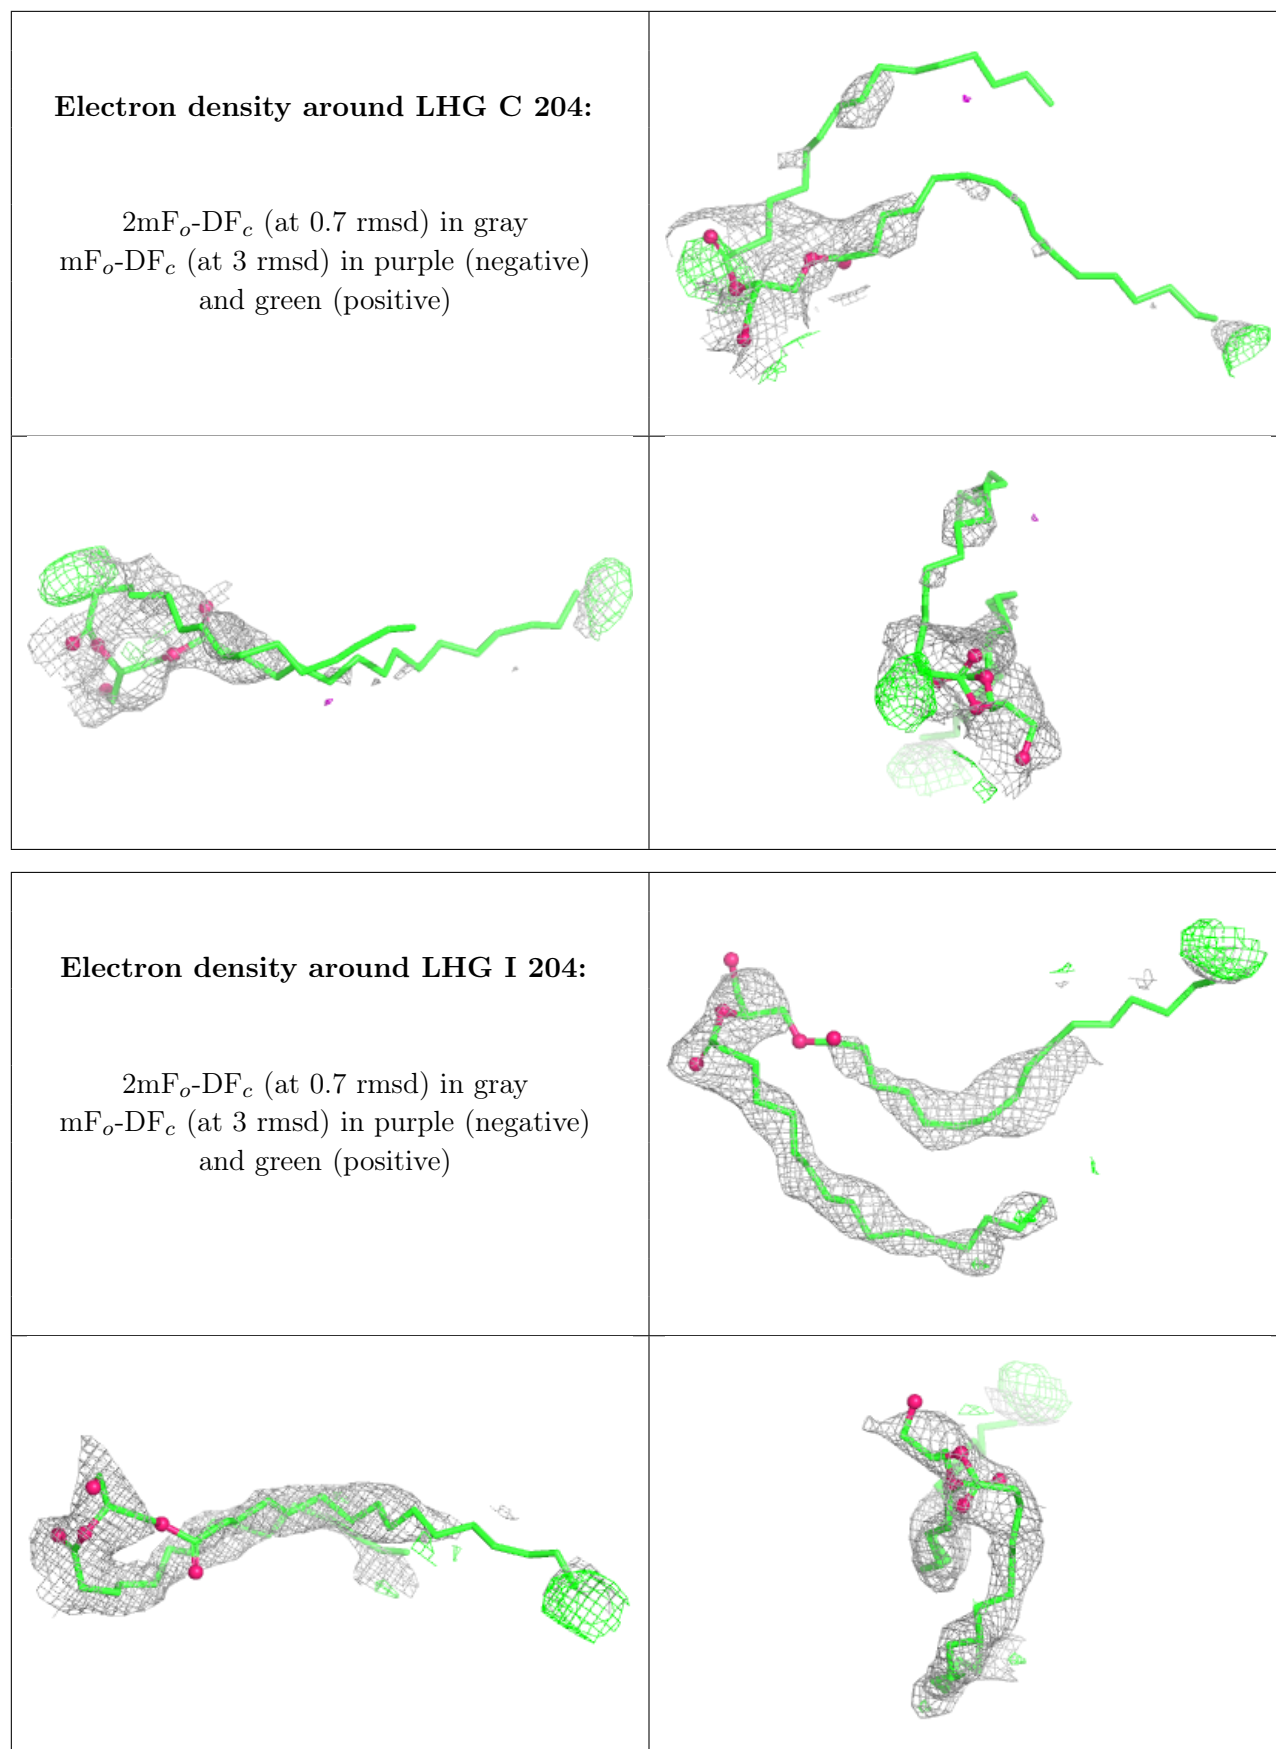 Electron density around LHG C 204:
2mFo-DFc (at 0.7 rmsd) in gray
mFo-DFc (at 3 rmsd) in purple (negative)
and green (positive)
Electron density around LHG I 204:
2mFo-DFc (at 0.7 rmsd) in gray
mFo-DFc (at 3 rmsd) in purple (negative)
and green (positive)